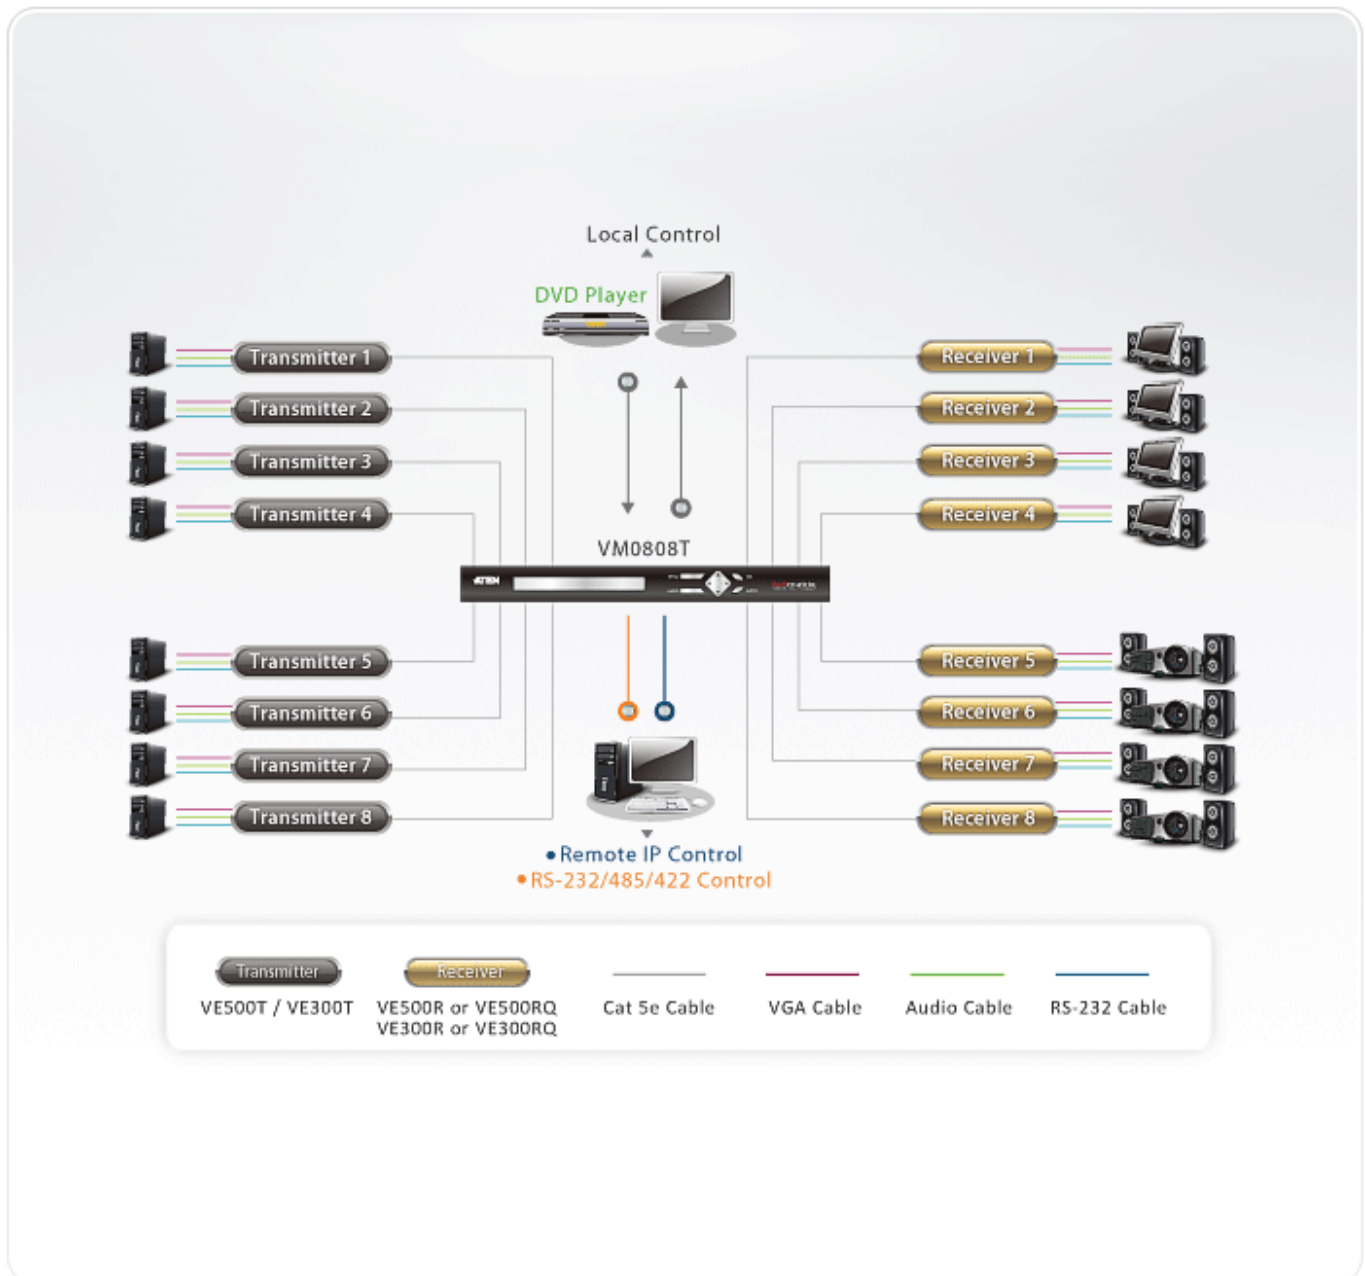 Local Control
DVD Player
Transmitter 1
Transmitter 2
Transmitter 3
Transmitter 4
Receiver 1
Receiver 2
Receiver 3
Receiver 4
VM0808T
ATEN
Transmitter 5
Transmitter 6
Transmitter 7
Transmitter 8
Receiver 5
Receiver 6
Receiver 7
Receiver 8
• Remote IP Control
• RS-232/485/422 Control
Transmitter
VE500T / VE300T
Receiver
VE500R or VE500RQ
VE300R or VE300RQ
Cat 5e Cable
VGA Cable
Audio Cable
RS-232 Cable